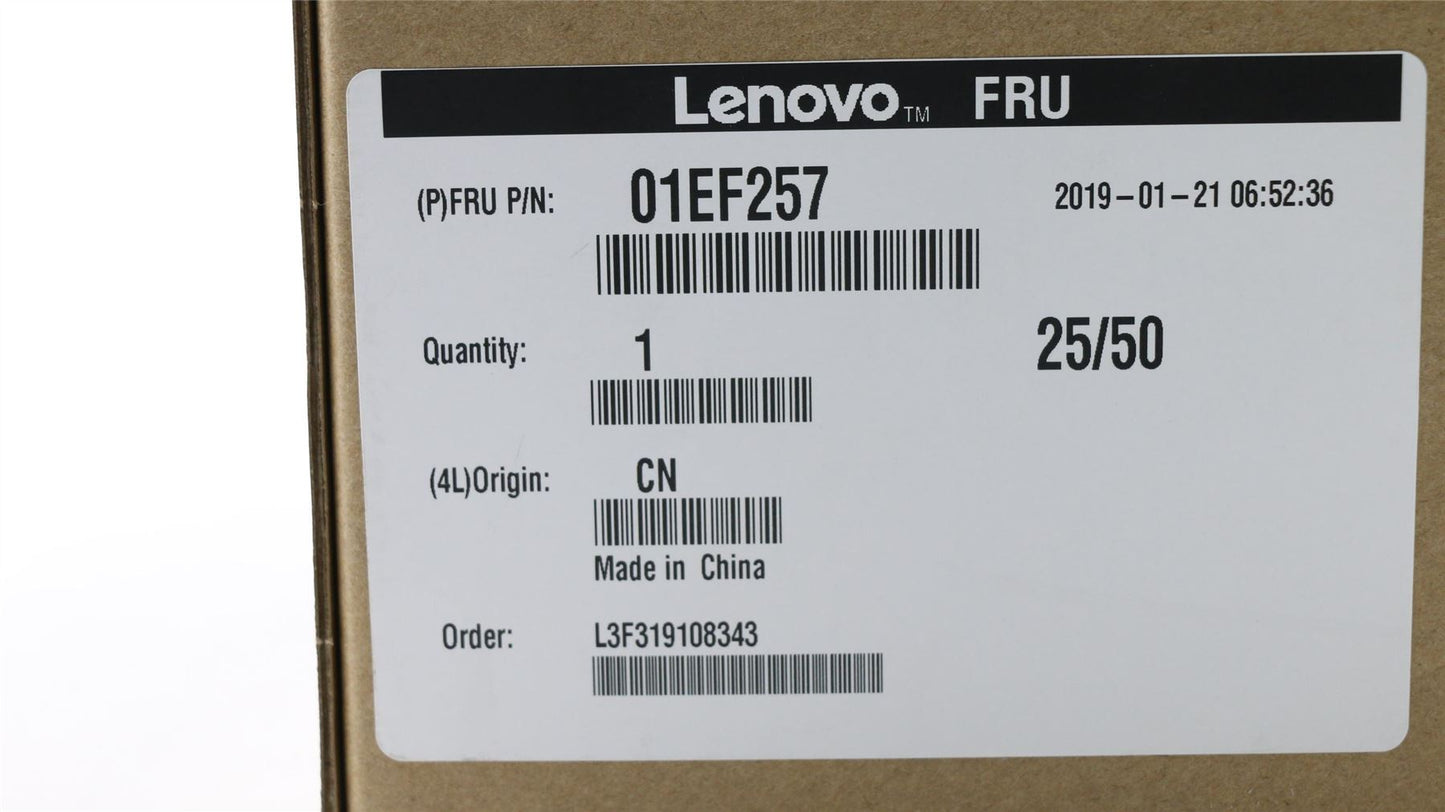 Lenovo™ FRU
(P)FRU P/N: 01EF257 2019-01-21 06:52:36
Quantity: 1 25/50
(4L)Origin: CN
Made in China
Order: L3F319108343